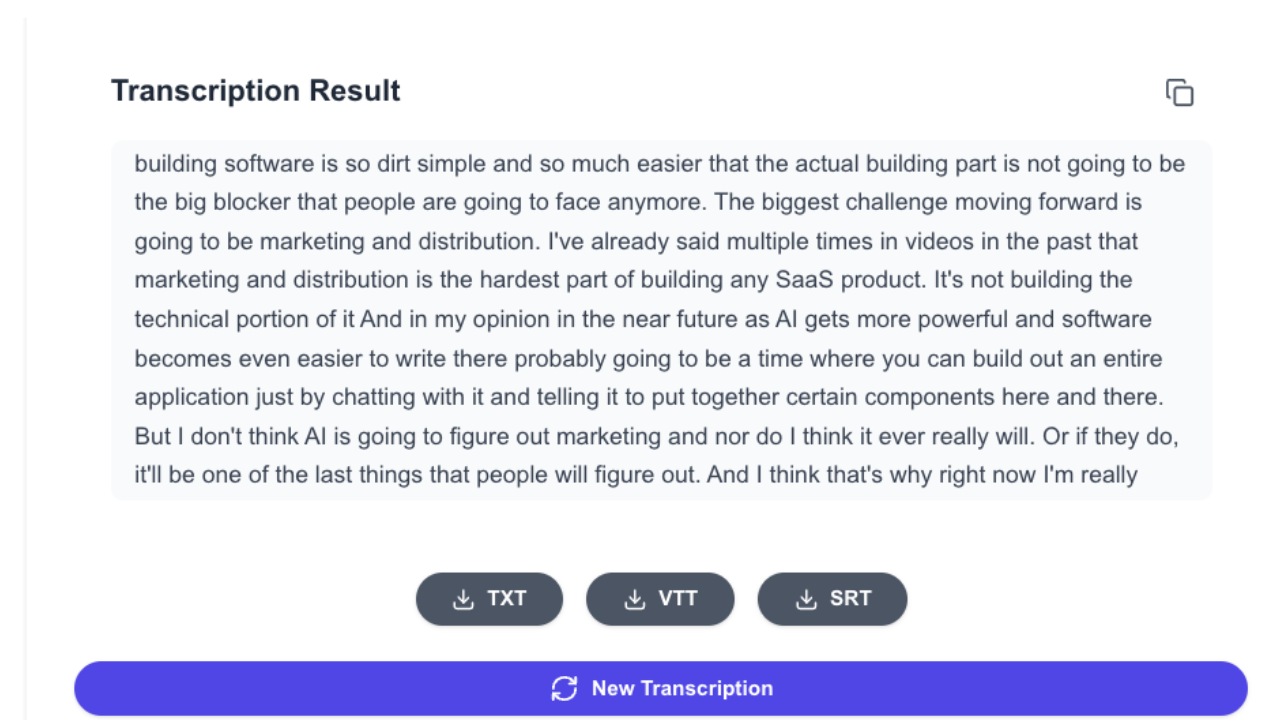 Transcription Result
building software is so dirt simple and so much easier that the actual building part is not going to be
the big blocker that people are going to face anymore. The biggest challenge moving forward is
going to be marketing and distribution. I've already said multiple times in videos in the past that
marketing and distribution is the hardest part of building any SaaS product. It's not building the
technical portion of it And in my opinion in the near future as AI gets more powerful and software
becomes even easier to write there probably going to be a time where you can build out an entire
application just by chatting with it and telling it to put together certain components here and there.
But I don't think AI is going to figure out marketing and nor do I think it ever really will. Or if they do,
it'll be one of the last things that people will figure out. And I think that's why right now I'm really
TXT VTT SRT
New Transcription